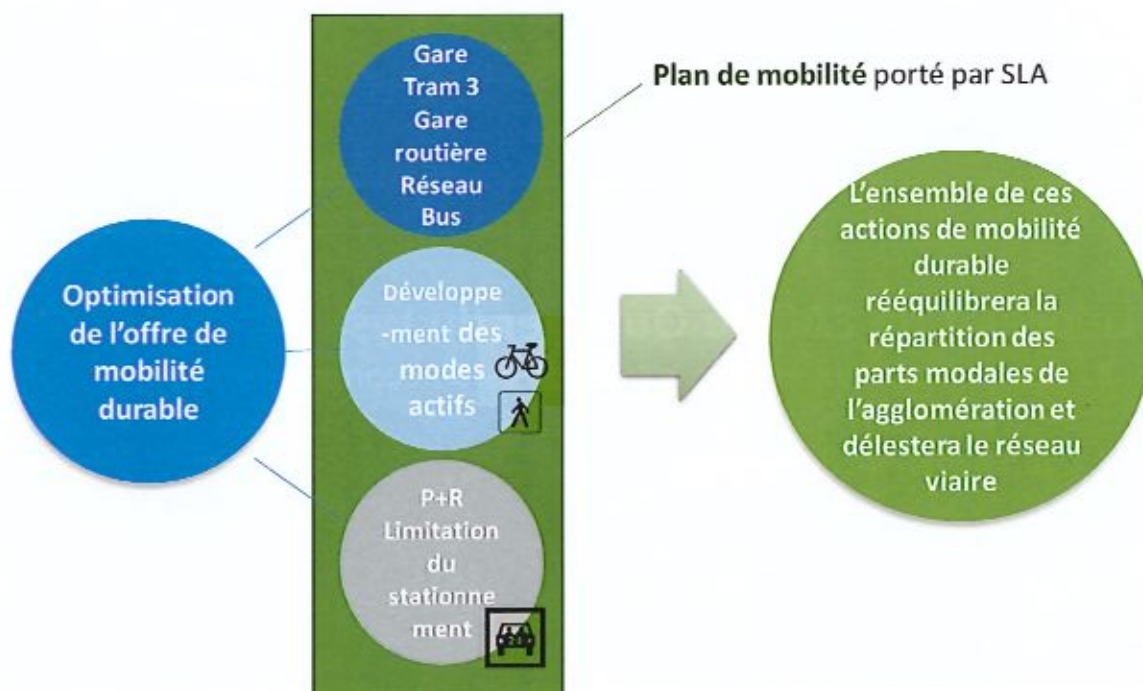 Gare
Tram 3
Gare
routière
Réseau
Bus
Plan de mobilité porté par SLA
Optimisation
de l'offre de
mobilité
durable
Développe
-ment des
modes
actifs
P+R
Limitation
du
stationne
ment
L'ensemble de ces
actions de mobilité
durable
rééquilibrera la
répartition des
parts modales de
l'agglomération et
délestera le réseau
viaire